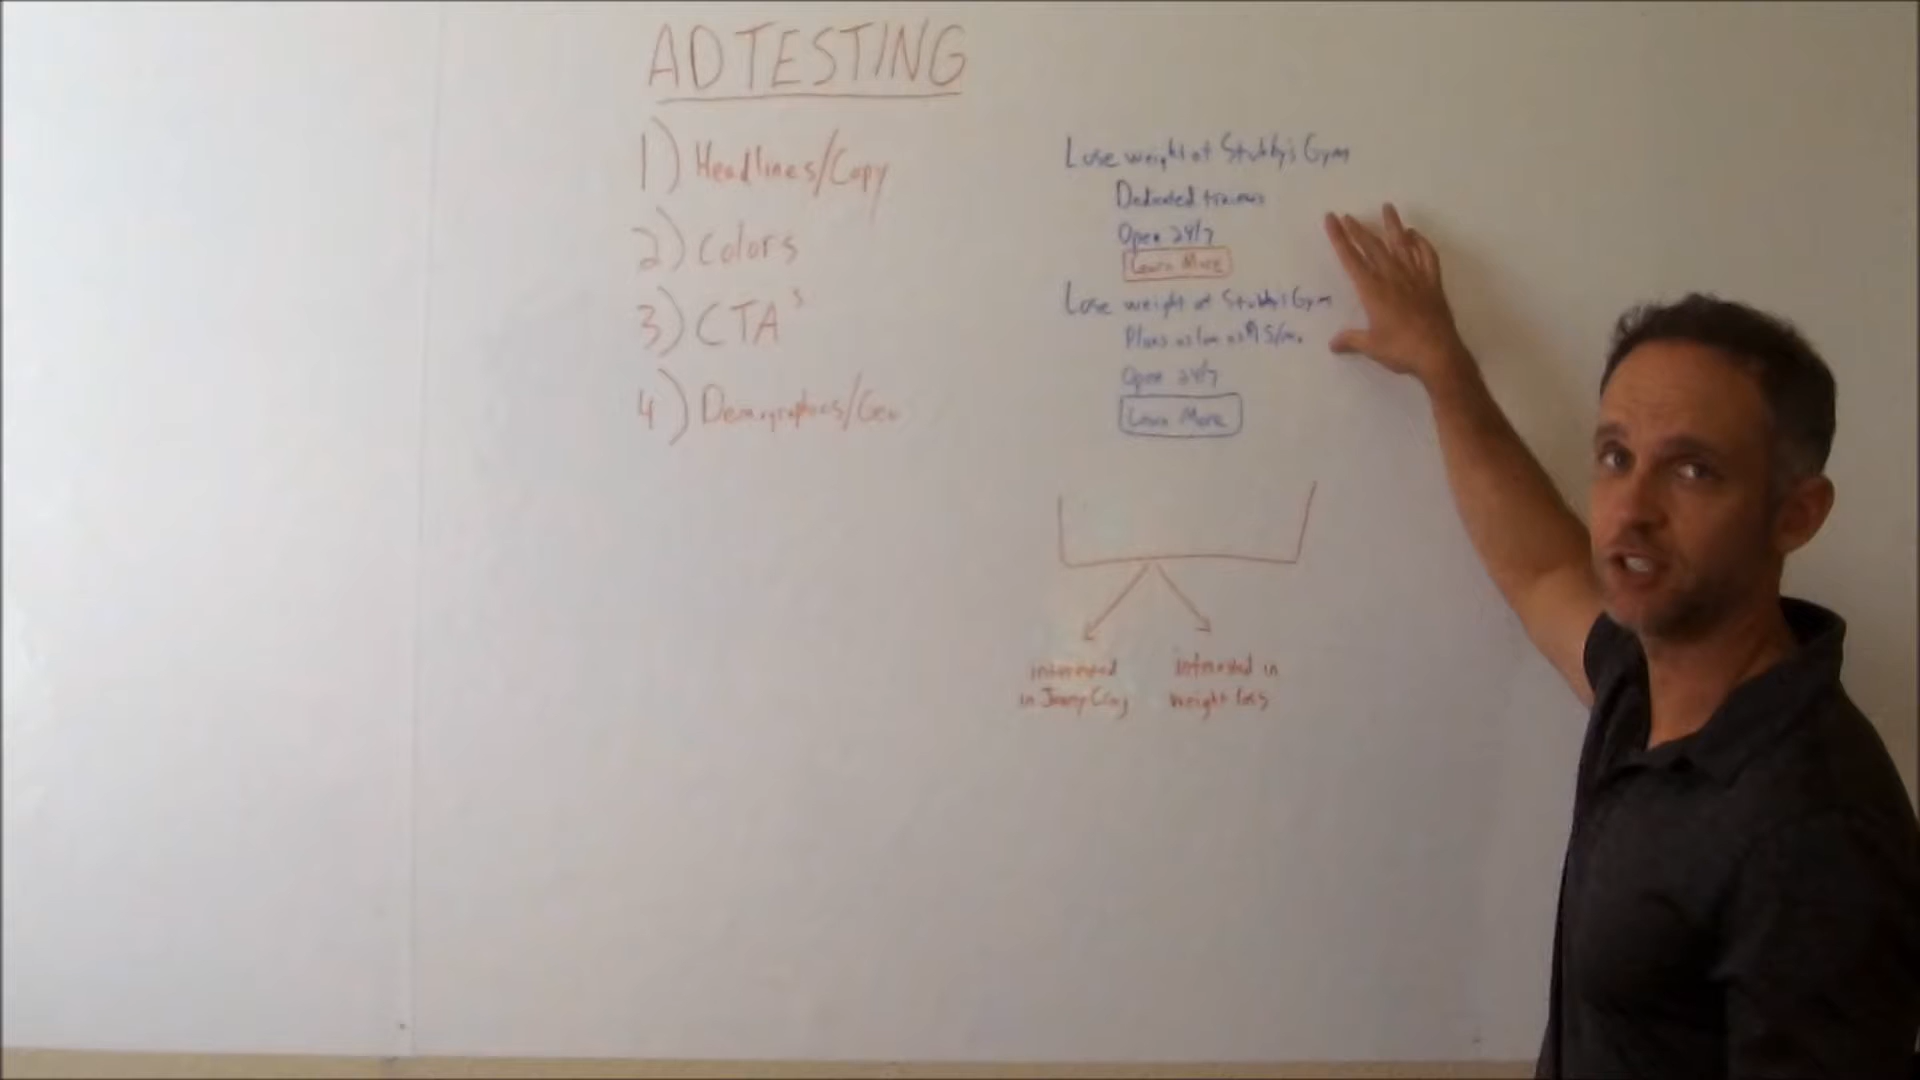 AD TESTING
1) Headlines/Copy
2) Colors
3) CTA's
4) Demographics/Geo
Lose weight at Stubby's Gym
Dedicated trainers
Open 24/7
Learn More
Lose weight at Stubby's Gym
Plans as low as $15/mo
Open 24/7
Learn More
interested
in Jenny Craig
interested in
weight loss